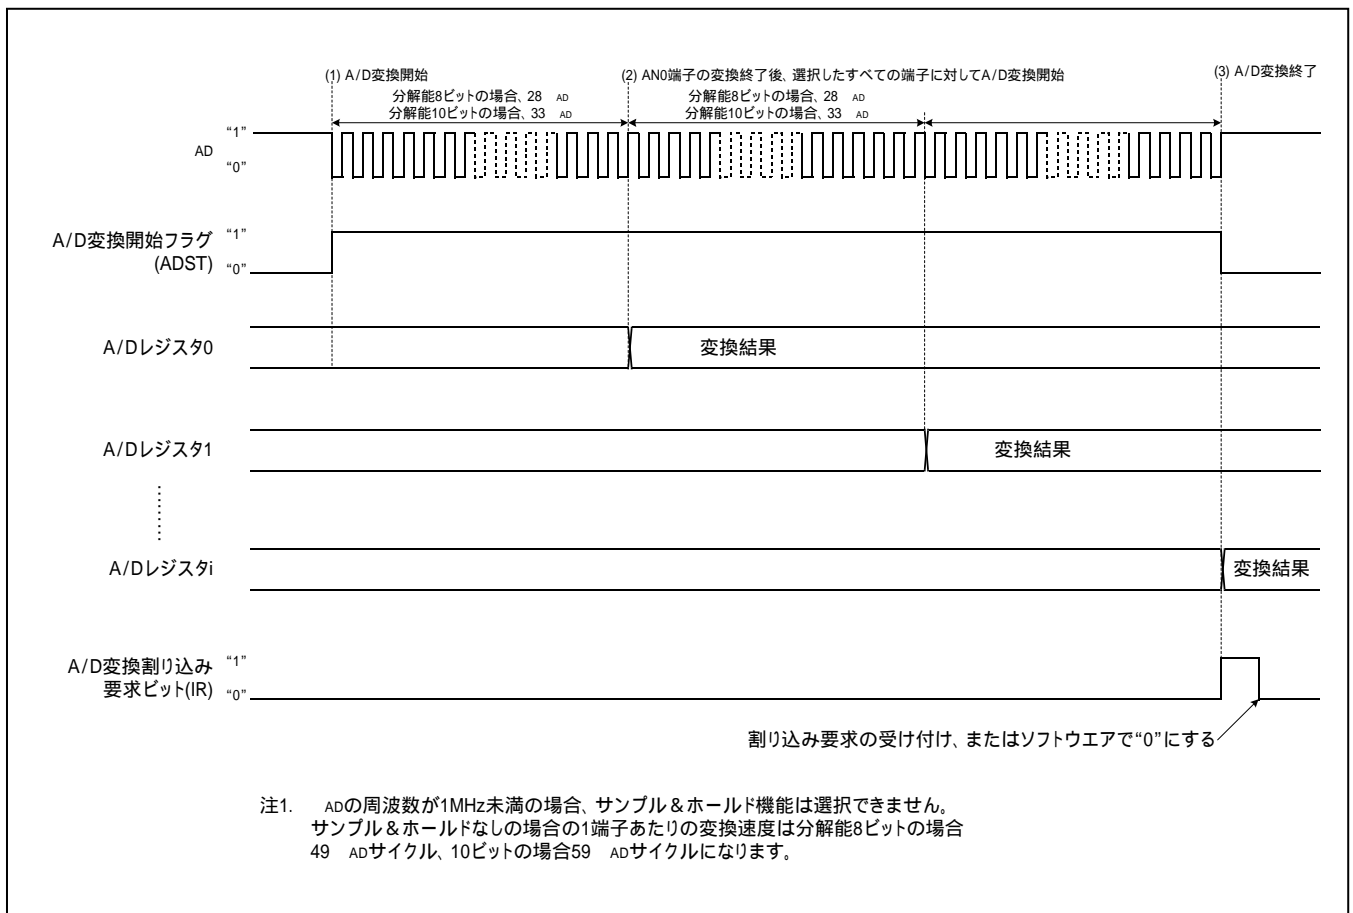 (1) A/D変換開始
(2) AN0端子の変換終了後、選択したすべての端子に対してA/D変換開始
(3) A/D変換終了
分解能8ビットの場合、28 AD
分解能10ビットの場合、33 AD
分解能8ビットの場合、28 AD
分解能10ビットの場合、33 AD
AD
“1”
“0”
A/D変換開始フラグ
(ADST)
“1”
“0”
A/Dレジスタ0
変換結果
A/Dレジスタ1
変換結果
A/Dレジスタi
変換結果
A/D変換割り込み
要求ビット(IR)
“1”
“0”
割り込み要求の受け付け、またはソフトウエアで“0”にする
注1. ADの周波数が1MHz未満の場合、サンプル&ホールド機能は選択できません。
サンプル&ホールドなしの場合の1端子あたりの変換速度は分解能8ビットの場合
49 ADサイクル、10ビットの場合59 ADサイクルになります。